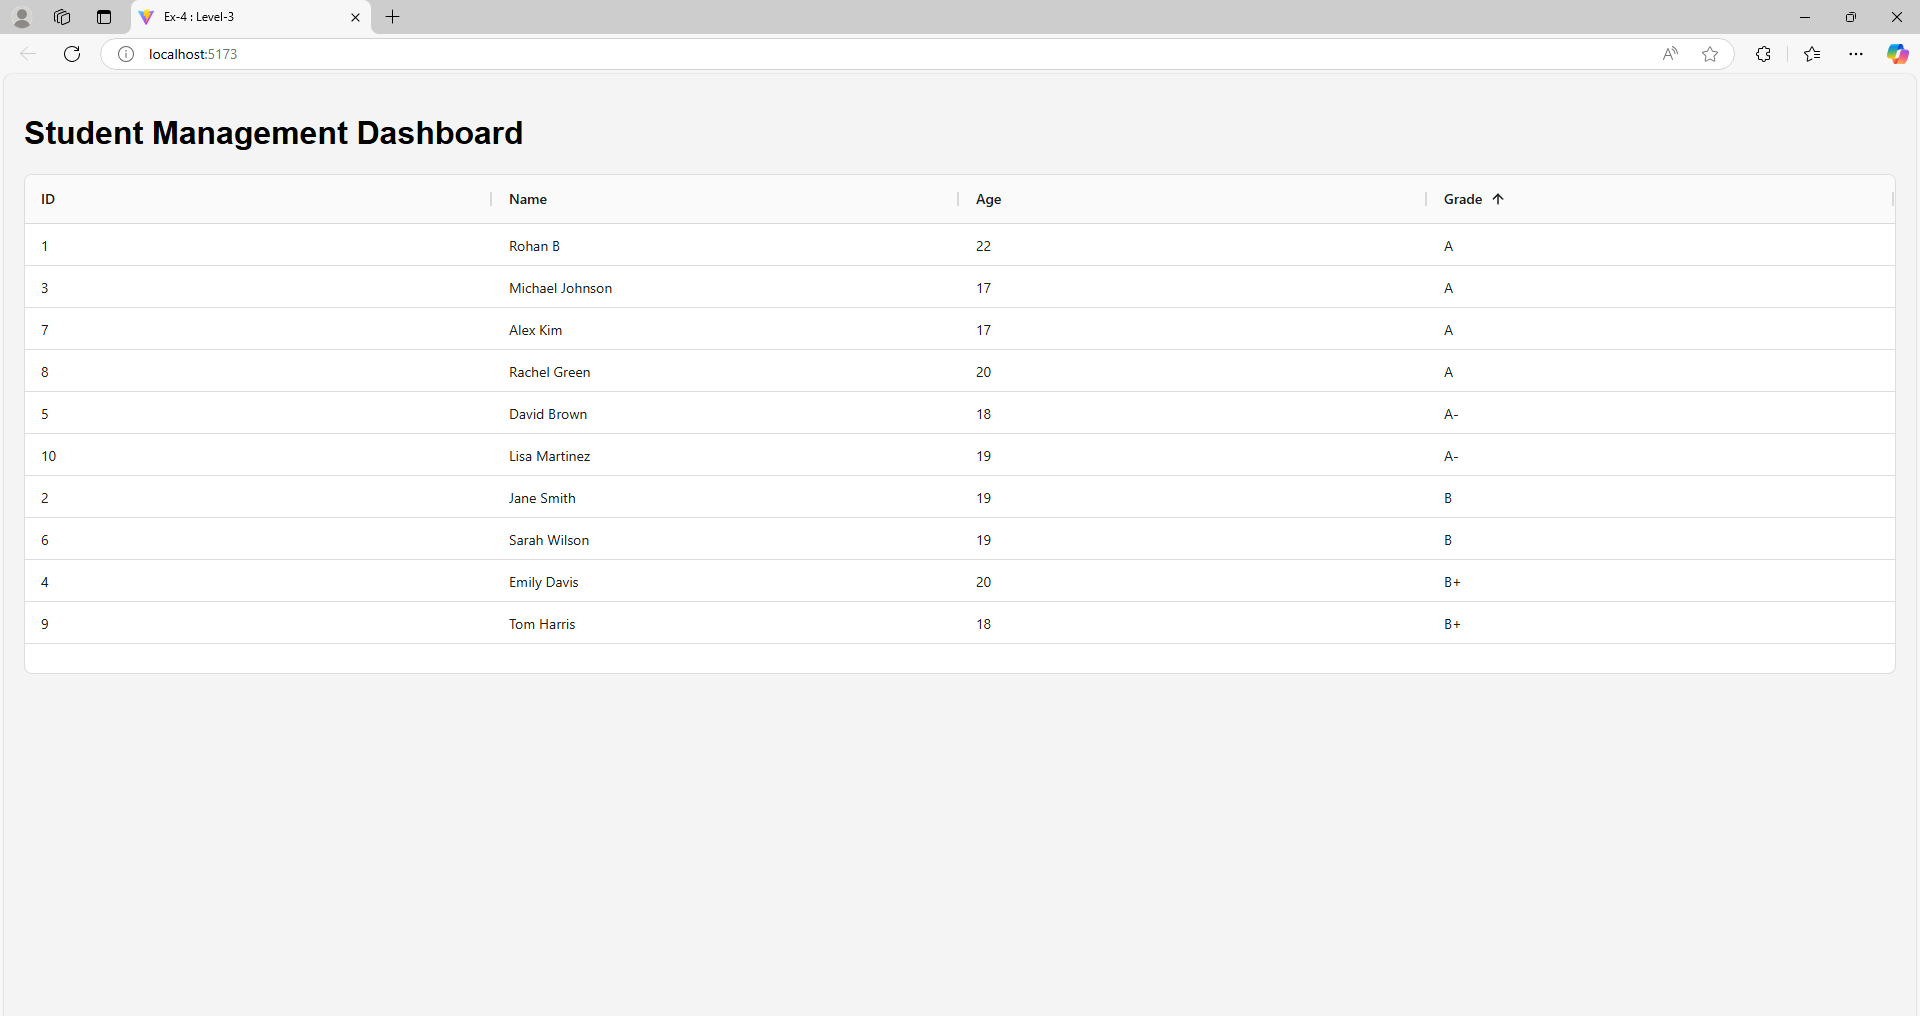 Ex-4 : Level-3
localhost:5173
Student Management Dashboard
ID Name Age Grade
1 Rohan B 22 A
3 Michael Johnson 17 A
7 Alex Kim 17 A
8 Rachel Green 20 A
5 David Brown 18 A-
10 Lisa Martinez 19 A-
2 Jane Smith 19 B
6 Sarah Wilson 19 B
4 Emily Davis 20 B+
9 Tom Harris 18 B+